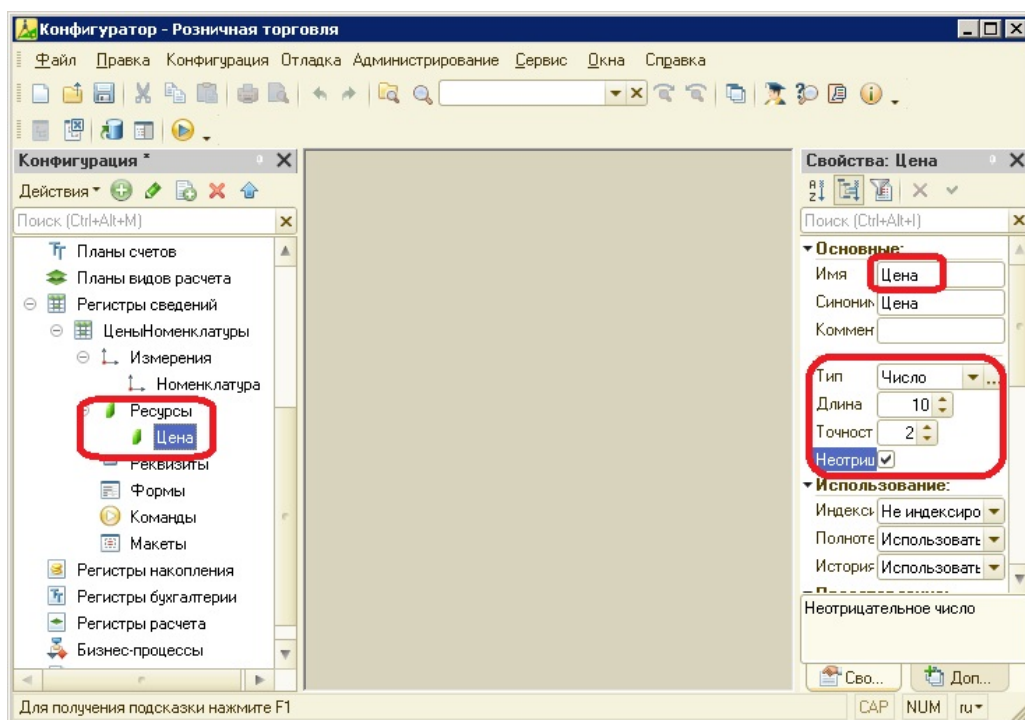 Конфигуратор - Розничная торговля
Файл Правка Конфигурация Отладка Администрирование Сервис Окна Справка
Конфигурация *
Действия
Поиск (Ctrl+Alt+M)
Планы счетов
Планы видов расчета
Регистры сведений
ЦеныНоменклатуры
Измерения
Номенклатура
Ресурсы
Цена
Реквизиты
Формы
Команды
Макеты
Регистры накопления
Регистры бухгалтерии
Регистры расчета
Бизнес-процессы
Свойства: Цена
Поиск (Ctrl+Alt+I)
Основные:
Имя Цена
Синоним Цена
Коммен
Тип Число ...
Длина 10
Точност 2
Неотриц
Использование:
Индекси Не индексиро
Полноте Использовать
История Использовать
Неотрицательное число
Сво... Доп...
Для получения подсказки нажмите F1 CAP NUM ru